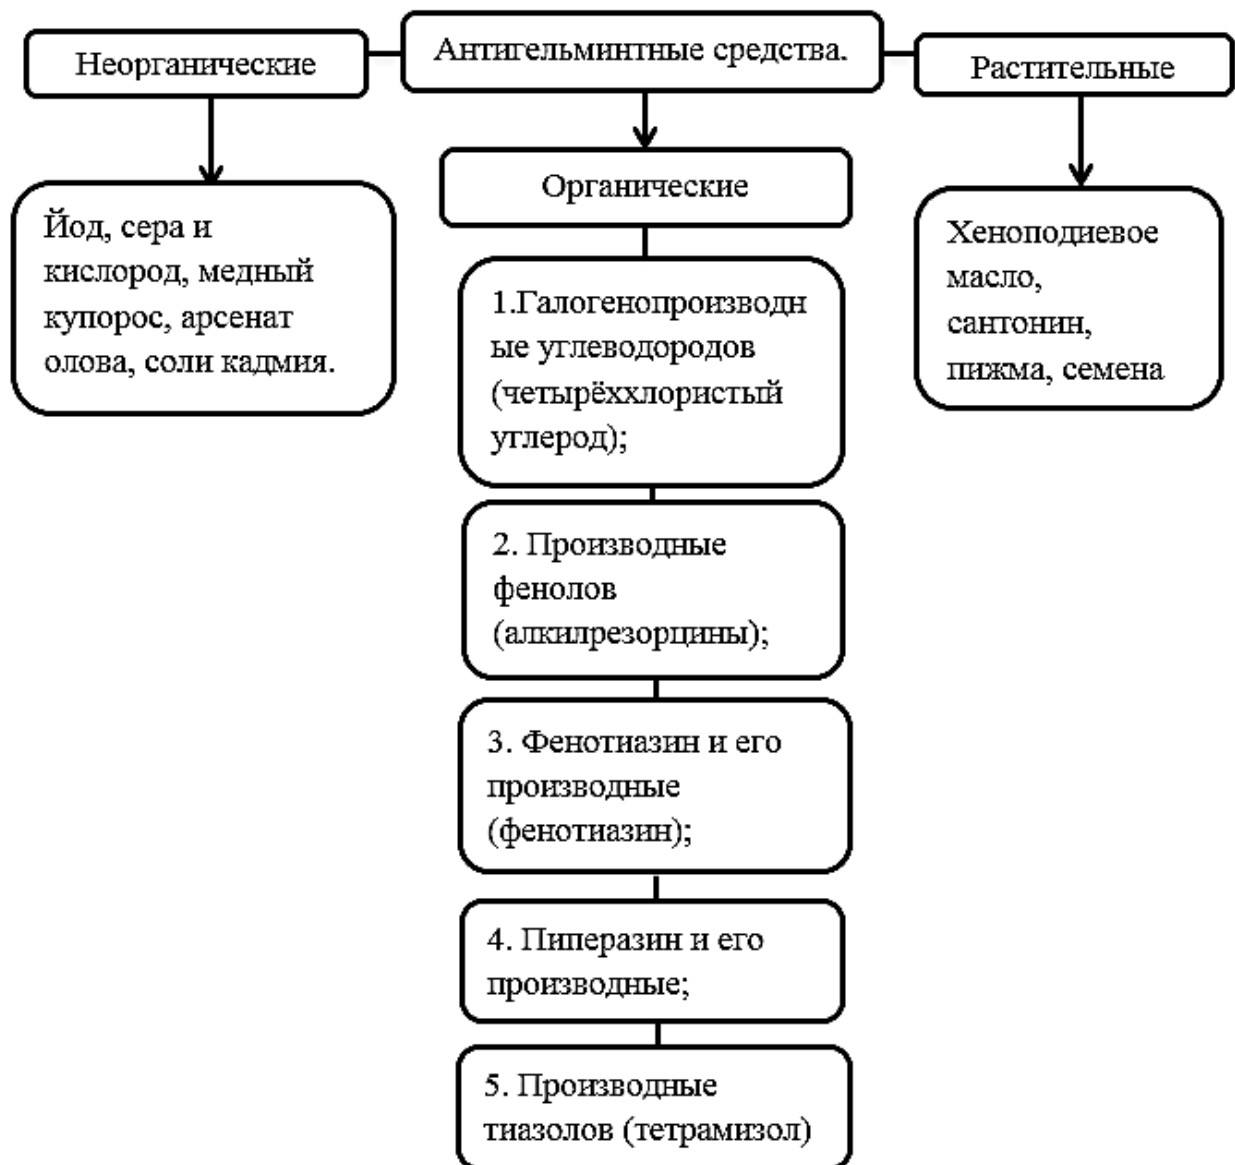 Антигельминтные средства.
Неорганические
Йод, сера и
кислород, медный
купорос, арсенат
олова, соли кадмия.
Органические
1.Галогенопроизводн
ые углеводородов
(четырёххлористый
углерод);
2. Производные
фенолов
(алкилрезорцины);
3. Фенотиазин и его
производные
(фенотиазин);
4. Пиперазин и его
производные;
5. Производные
тиазолов (тетрамизол)
Растительные
Хеноподиевое
масло,
сантонин,
пижма, семена